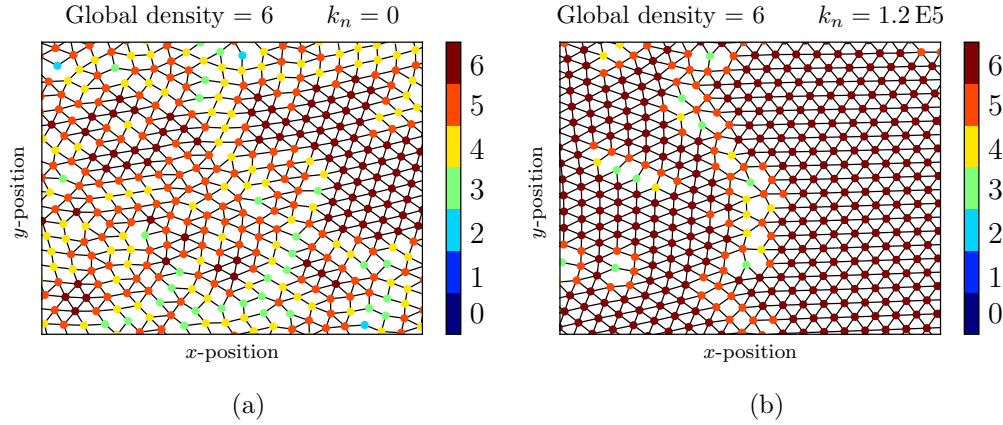 Global density = 6 k_n = 0
6
5
4
3
2
1
0
y-position
x-position
(a)
Global density = 6 k_n = 1.2 E5
6
5
4
3
2
1
0
y-position
x-position
(b)